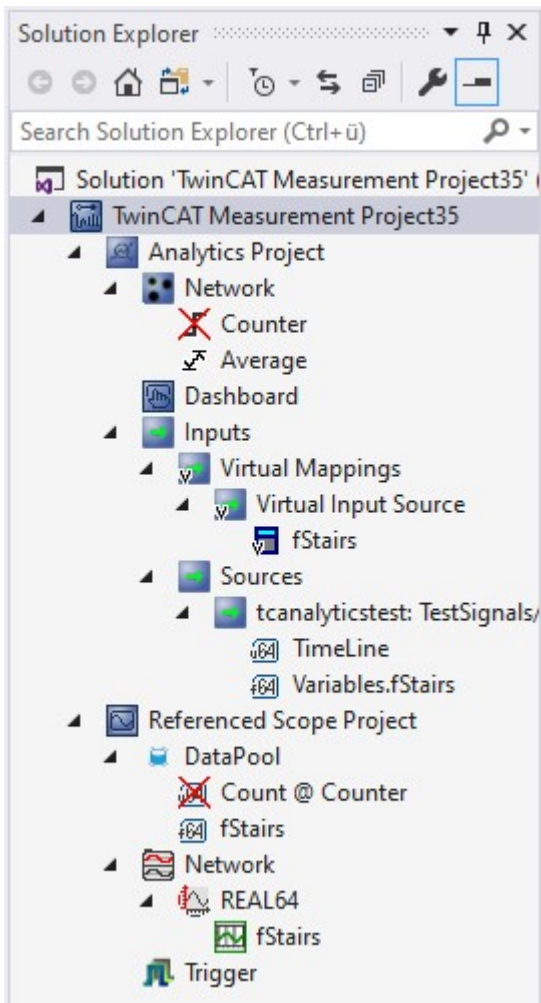 Solution Explorer
Search Solution Explorer (Ctrl+ü)
Solution 'TwinCAT Measurement Project35' (
TwinCAT Measurement Project35
Analytics Project
Network
Counter
Average
Dashboard
Inputs
Virtual Mappings
Virtual Input Source
fStairs
Sources
tcanalyticstest: TestSignals/
TimeLine
Variables.fStairs
Referenced Scope Project
DataPool
Count @ Counter
fStairs
Network
REAL64
fStairs
Trigger